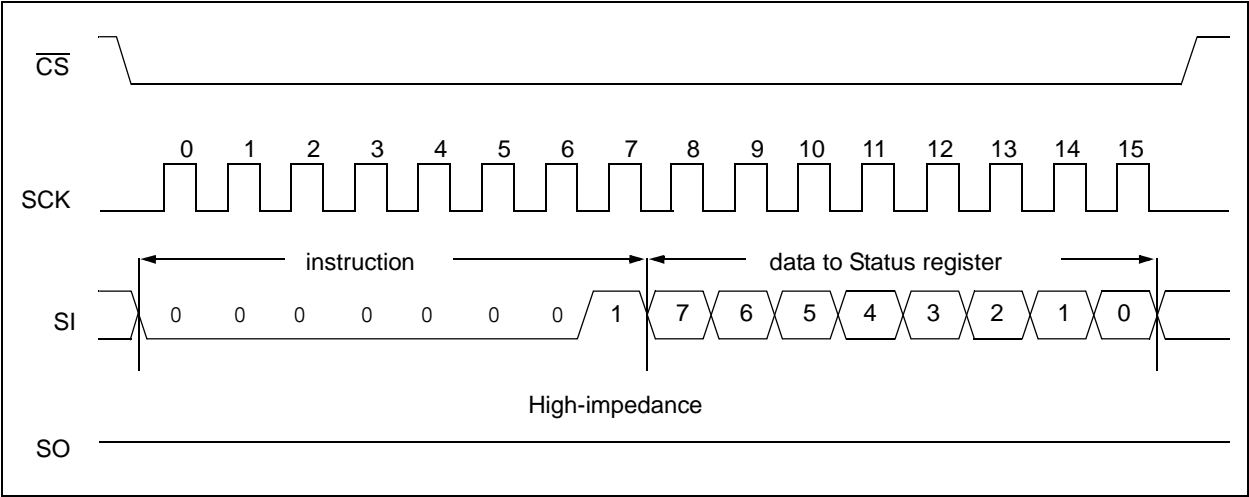 CS
0 1 2 3 4 5 6 7 8 9 10 11 12 13 14 15
SCK
instruction data to Status register
SI 0 0 0 0 0 0 0 1 7 6 5 4 3 2 1 0
High-impedance
SO